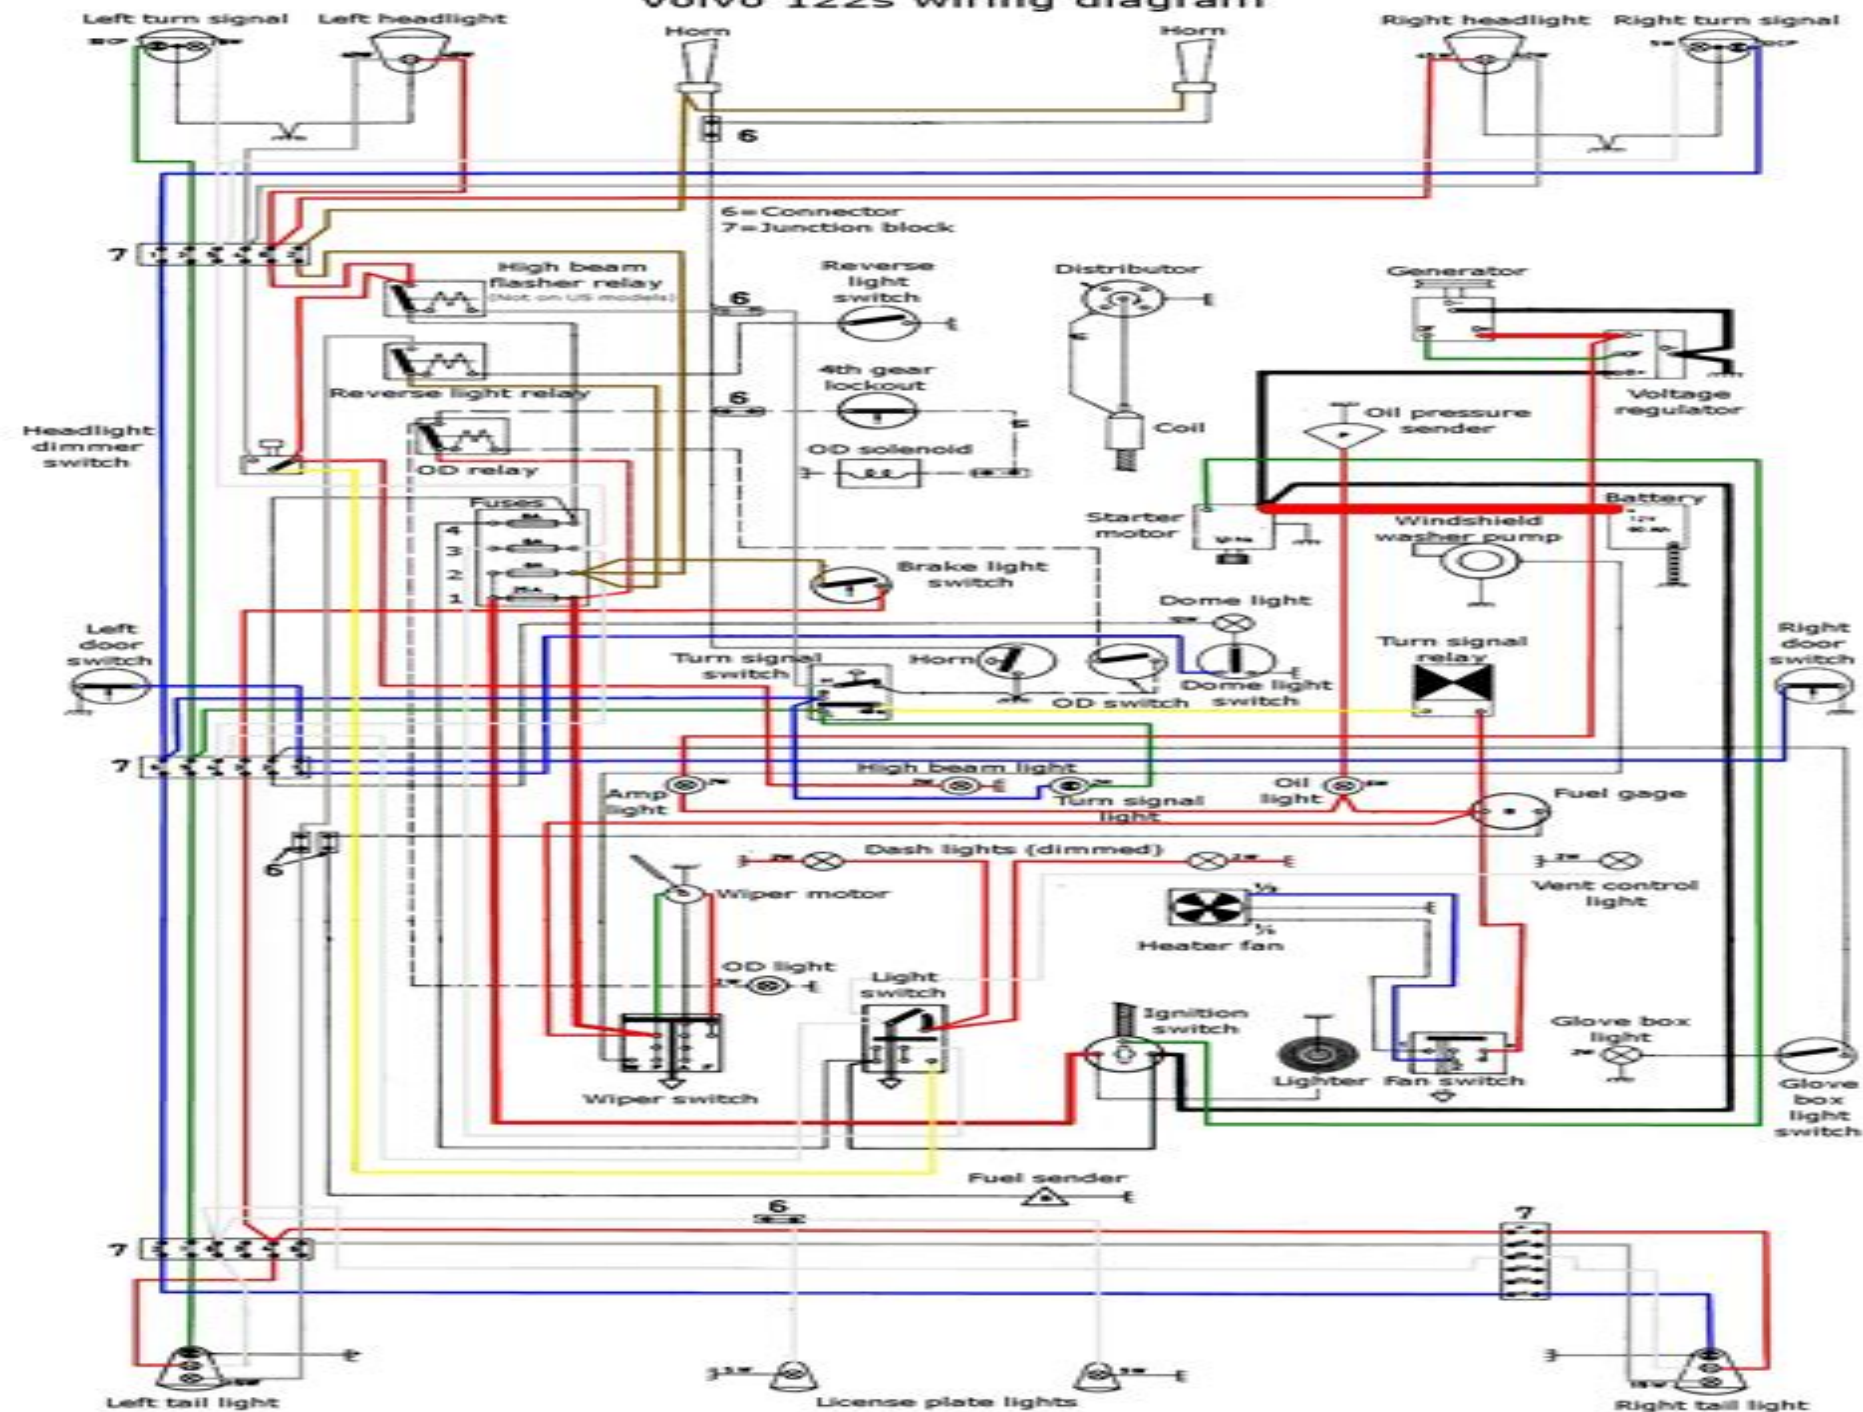 Volvo 122s wiring diagram
Left turn signal
Left headlight
Horn
Horn
Right headlight
Right turn signal
6
6=Connector
7=Junction block
7
High beam
flasher relay
(Not on US models)
6
Reverse
light
switch
Distributor
Generator
Reverse light relay
6
4th gear
lockout
Voltage
regulator
Oil pressure
sender
Headlight
dimmer
switch
OD relay
OD solenoid
Coil
Fuses
4
3
2
1
Starter
motor
Battery
Windshield
washer pump
Brake light
switch
Dome light
Left
door
switch
Turn signal
switch
Horn
OD switch
Dome light
switch
Turn signal
relay
Right
door
switch
7
Amp
light
High beam light
Turn signal
light
Oil
light
Fuel gage
6
Dash lights (dimmed)
Wiper motor
Vent control
light
Heater fan
OD light
Light
switch
Ignition
switch
Glove box
light
Wiper switch
Lighter
Fan switch
Glove
box
light
switch
Fuel sender
6
7
7
Left tail light
License plate lights
Right tail light